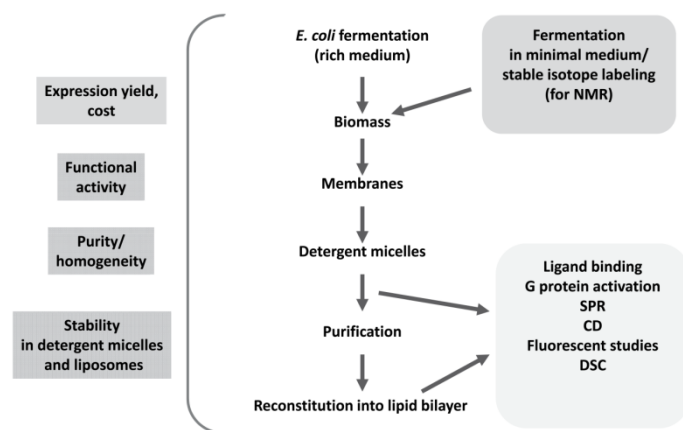 E. coli fermentation
(rich medium)
Fermentation
in minimal medium/
stable isotope labeling
(for NMR)
Expression yield,
cost
Biomass
Functional
activity
Membranes
Purity/
homogeneity
Detergent micelles
Ligand binding
G protein activation
SPR
CD
Fluorescent studies
DSC
Stability
in detergent micelles
and liposomes
Purification
Reconstitution into lipid bilayer